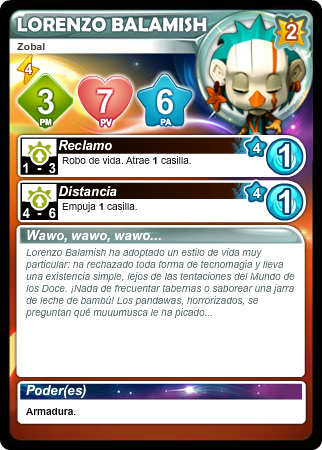 LORENZO BALAMISH
2
Zobal
4
3
PM
7
PV
6
PA
Reclamo
4
1
1 - 3
Robo de vida. Atrae 1 casilla.
Distancia
4
1
4 - 6
Empuja 1 casilla.
Wawo, wawo, wawo...
Lorenzo Balamish ha adoptado un estilo de vida muy
particular: ha rechazado toda forma de tecnomagia y lleva
una existencia simple, lejos de las tentaciones del Mundo de
los Doce. ¡Nada de frecuentar tabernas o saborear una jarra
de leche de bambú! Los pandawas, horrorizados, se
preguntan qué muuumusca le ha picado...
Poder(es)
Armadura.